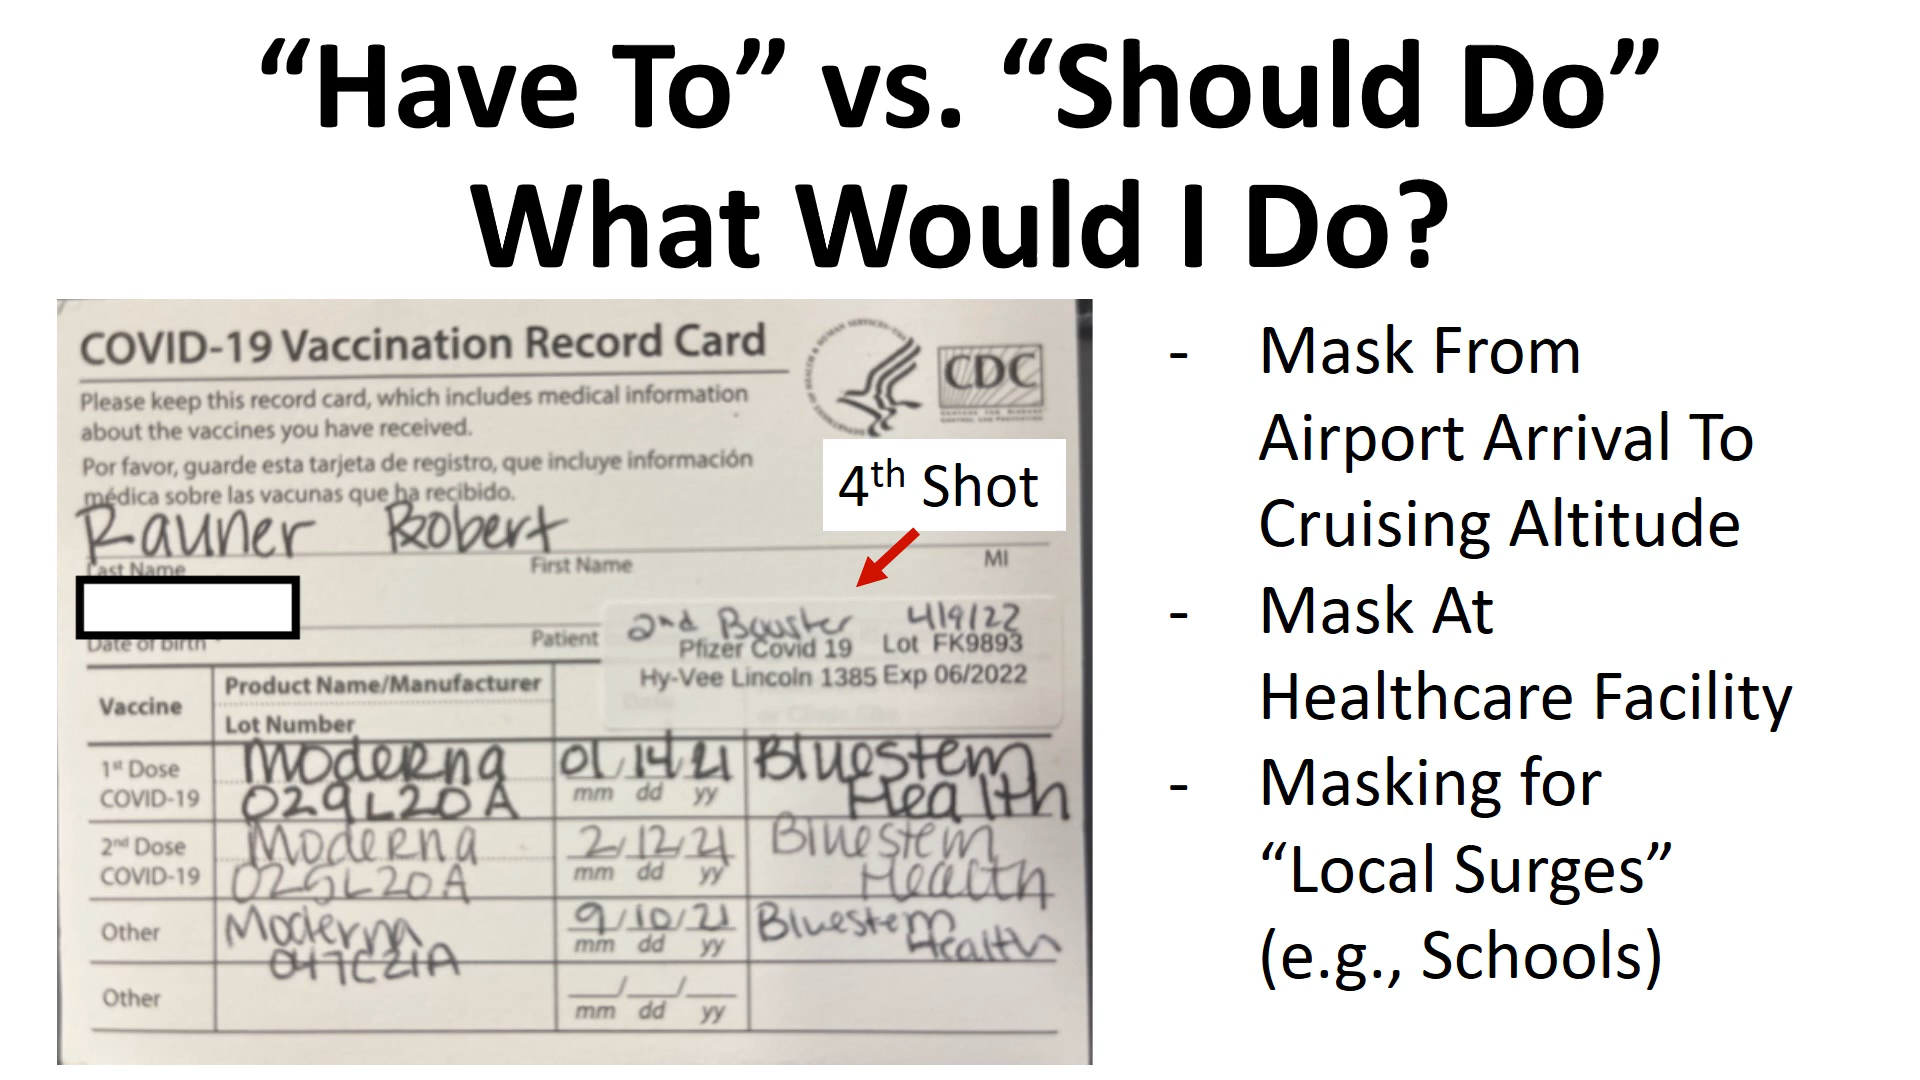 “Have To” vs. “Should Do”
What Would I Do?
COVID-19 Vaccination Record Card
CDC
Please keep this record card, which includes medical information
about the vaccines you have received.
Por favor, guarde esta tarjeta de registro, que incluye información
médica sobre las vacunas que ha recibido.
4th Shot
Rauner Robert
Last Name First Name MI
Date of birth Patient
2nd Booster 4/9/22
Pfizer Covid 19 Lot FK9893
Hy-Vee Lincoln 1385 Exp 06/2022
Vaccine
Product Name/Manufacturer
Lot Number
1st Dose
COVID-19
Moderna
029L20A
01/14/21
mm dd yy
Bluestem
Health
2nd Dose
COVID-19
Moderna
029L20A
2/12/21
mm dd yy
Bluestem
Health
Other
Moderna
047C21A
9/10/21
mm dd yy
Bluestem
Health
Other
mm dd yy
- Mask From
Airport Arrival To
Cruising Altitude
- Mask At
Healthcare Facility
- Masking for
“Local Surges”
(e.g., Schools)